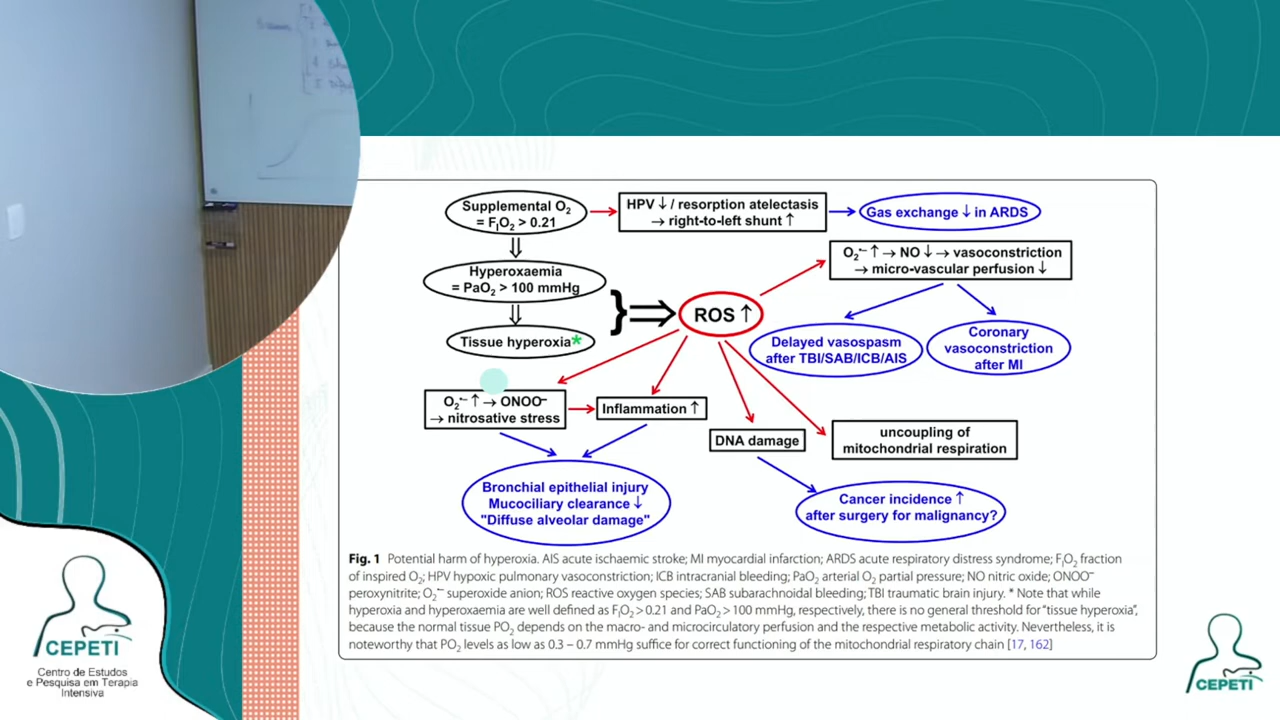 Supplemental O₂
= FIO₂ > 0.21
HPV ↓ / resorption atelectasis
→ right-to-left shunt ↑
Gas exchange ↓ in ARDS
Hyperoxaemia
= PaO₂ > 100 mmHg
O₂•− ↑ → NO ↓ → vasoconstriction
→ micro-vascular perfusion ↓
Tissue hyperoxia*
} ⇒ ROS ↑
Delayed vasospasm
after TBI/SAB/ICB/AIS
Coronary
vasoconstriction
after MI
O₂•− ↑ → ONOO−
→ nitrosative stress
Inflammation ↑
DNA damage
uncoupling of
mitochondrial respiration
Bronchial epithelial injury
Mucociliary clearance ↓
"Diffuse alveolar damage"
Cancer incidence ↑
after surgery for malignancy?
Fig. 1 Potential harm of hyperoxia. AIS acute ischaemic stroke; MI myocardial infarction; ARDS acute respiratory distress syndrome; FIO₂ fraction
of inspired O₂; HPV hypoxic pulmonary vasoconstriction; ICB intracranial bleeding; PaO₂ arterial O₂ partial pressure; NO nitric oxide; ONOO−
peroxynitrite; O₂•− superoxide anion; ROS reactive oxygen species; SAB subarachnoidal bleeding; TBI traumatic brain injury. * Note that while
hyperoxia and hyperoxaemia are well defined as FIO₂ > 0.21 and PaO₂ > 100 mmHg, respectively, there is no general threshold for "tissue hyperoxia",
because the normal tissue PO₂ depends on the macro- and microcirculatory perfusion and the respective metabolic activity. Nevertheless, it is
noteworthy that PO₂ levels as low as 0.3 – 0.7 mmHg suffice for correct functioning of the mitochondrial respiratory chain [17, 162]
CEPETI
Centro de Estudos
e Pesquisa em Terapia
Intensiva
CEPETI